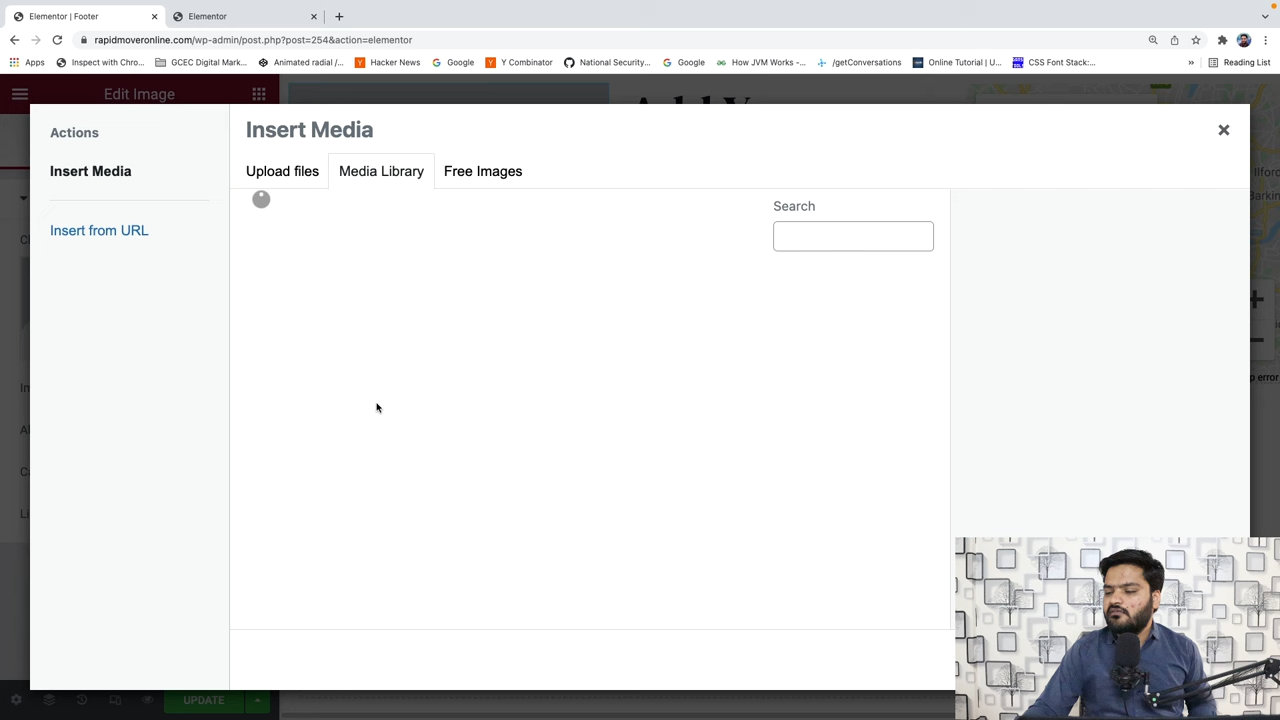 Elementor | Footer
Elementor
rapidmoveronline.com/wp-admin/post.php?post=254&action=elementor
Apps
Inspect with Chro...
GCEC Digital Mark...
Animated radial /...
Hacker News
Google
Y Combinator
National Security...
Google
How JVM Works -...
/getConversations
Online Tutorial | U...
CSS Font Stack:...
»
Reading List
Edit Image
Actions
Insert Media
Insert from URL
Insert Media
Upload files
Media Library
Free Images
Search
Ilford
Barkin
p error
UPDATE